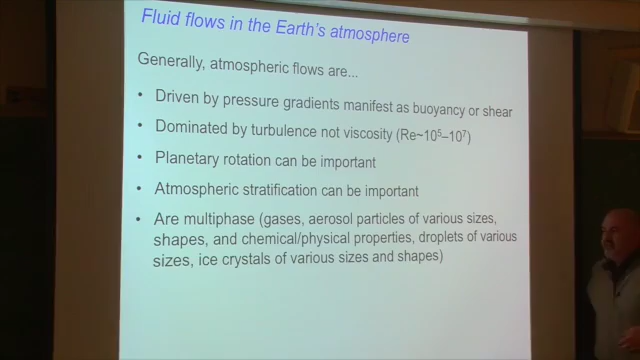 Fluid flows in the Earth's atmosphere
Generally, atmospheric flows are...
• Driven by pressure gradients manifest as buoyancy or shear
• Dominated by turbulence not viscosity (Re~10⁵–10⁷)
• Planetary rotation can be important
• Atmospheric stratification can be important
• Are multiphase (gases, aerosol particles of various sizes,
shapes, and chemical/physical properties, droplets of various
sizes, ice crystals of various sizes and shapes)